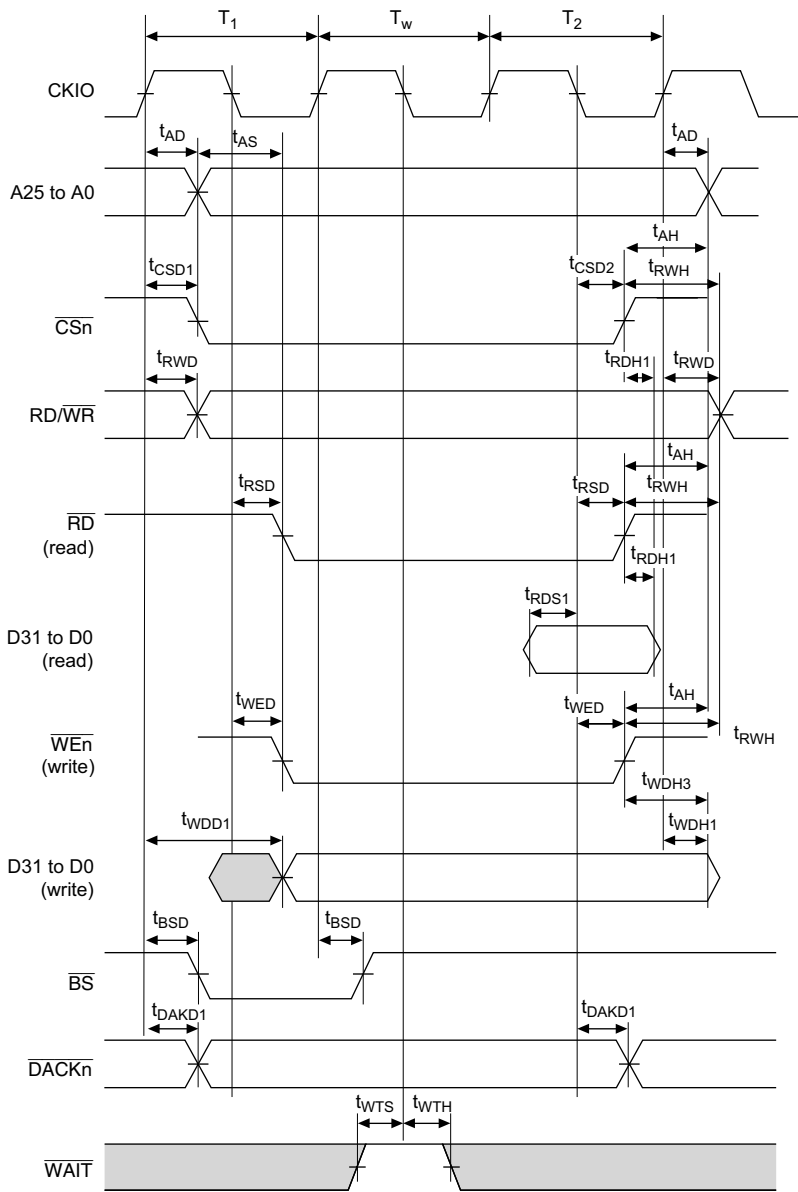 T1 Tw T2
CKIO
tAD tAS tAD
A25 to A0
tAH
tCSD1 tCSD2 tRWH
CSn
tRWD tRDH1 tRWD
RD/WR
tAH
tRSD tRSD tRWH
RD
(read)
tRDH1
tRDS1
D31 to D0
(read)
tAH
tWED tWED
WEn
(write)
tRWH
tWDH3
tWDD1 tWDH1
D31 to D0
(write)
tBSD tBSD
BS
tDAKD1 tDAKD1
DACKn
tWTS tWTH
WAIT